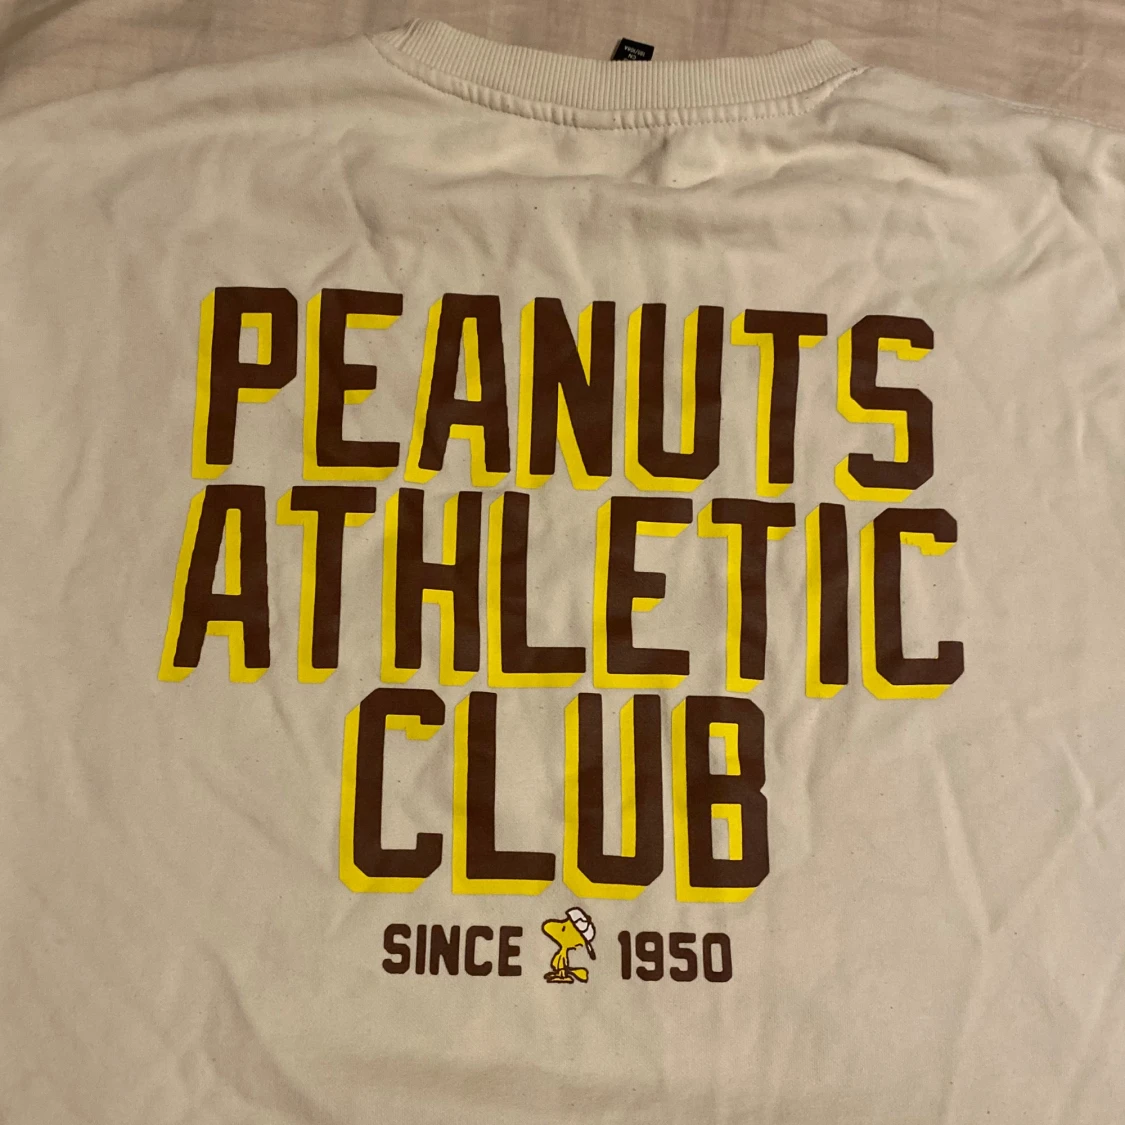 PEANUTS
ATHLETIC
CLUB
SINCE 1950